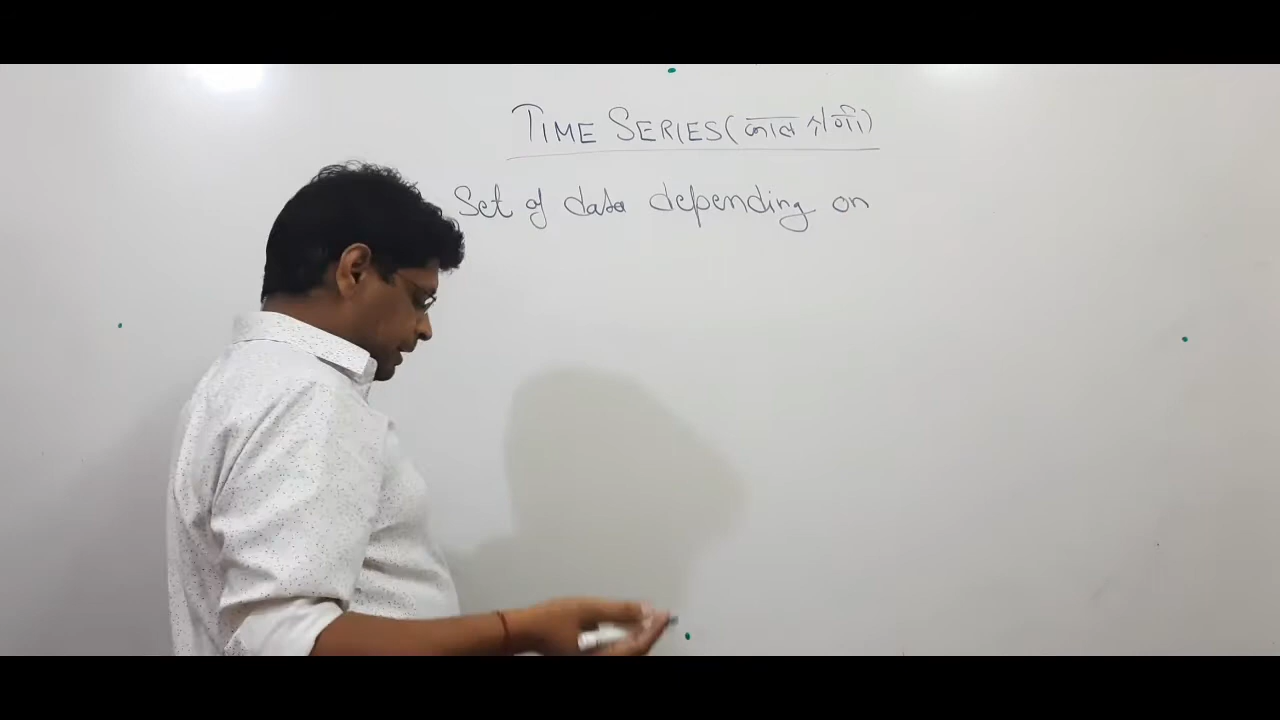 TIME SERIES (काल श्रेणी)
Set of data depending on